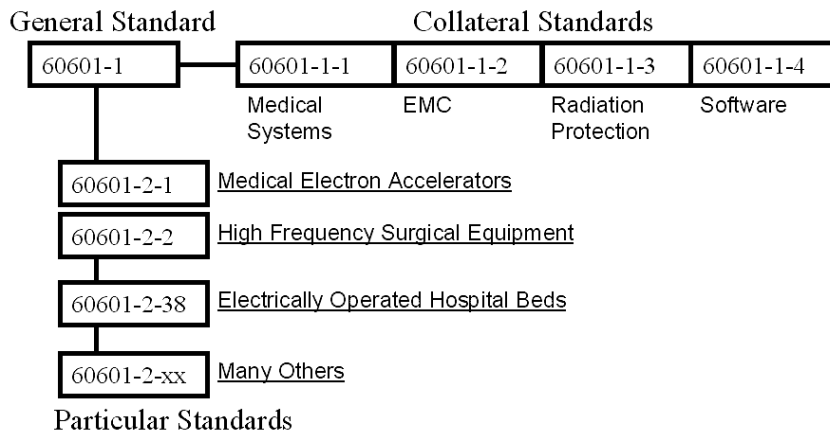 General Standard
Collateral Standards
60601-1
60601-1-1
60601-1-2
60601-1-3
60601-1-4
Medical
Systems
EMC
Radiation
Protection
Software
60601-2-1
Medical Electron Accelerators
60601-2-2
High Frequency Surgical Equipment
60601-2-38
Electrically Operated Hospital Beds
60601-2-xx
Many Others
Particular Standards